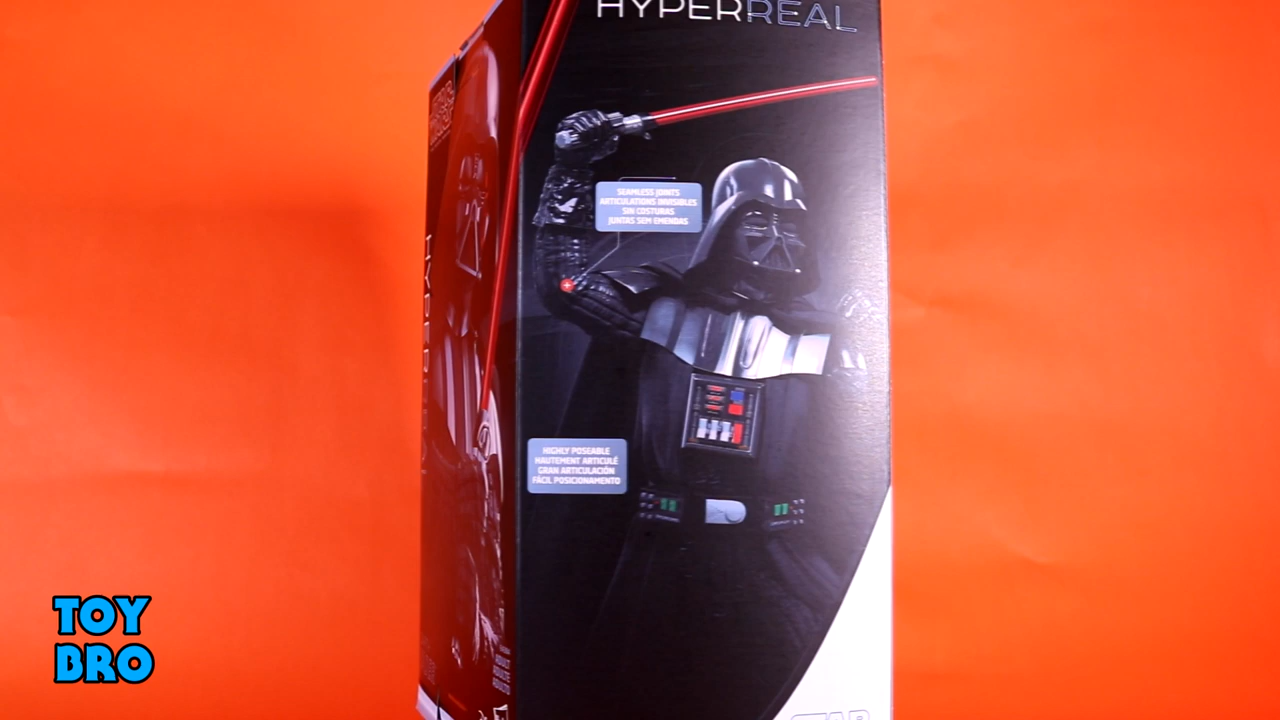 HYPERREAL
SEAMLESS JOINTS
ARTICULATIONS INVISIBLES
SIN COSTURAS
JUNTAS SEM EMENDAS
HIGHLY POSEABLE
HAUTEMENT ARTICULÉ
GRAN ARTICULACIÓN
FÁCIL POSICIONAMENTO
STAR
TOY
BRO